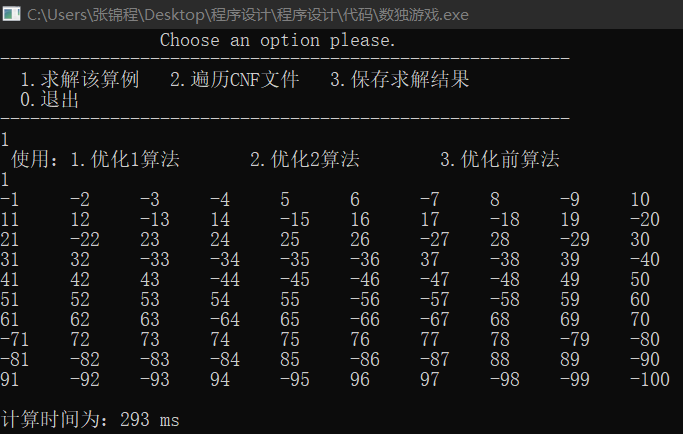 C:\Users\张锦程\Desktop\程序设计\程序设计\代码\数独游戏.exe
Choose an option please.
---------------------------------------------------------
1.求解该算例 2.遍历CNF文件 3.保存求解结果
0.退出
---------------------------------------------------------
1
使用：1.优化1算法 2.优化2算法 3.优化前算法
1
-1 -2 -3 -4 5 6 -7 8 -9 10
11 12 -13 14 -15 16 17 -18 19 -20
21 -22 23 24 25 26 -27 28 -29 30
31 32 -33 -34 -35 -36 37 -38 39 -40
41 42 43 -44 -45 -46 -47 -48 49 50
51 52 53 54 55 -56 -57 -58 59 60
61 62 63 -64 65 -66 -67 68 69 70
-71 72 73 74 75 76 77 78 -79 -80
-81 -82 -83 -84 85 -86 -87 88 89 -90
91 -92 -93 94 -95 96 97 -98 -99 -100
计算时间为：293 ms